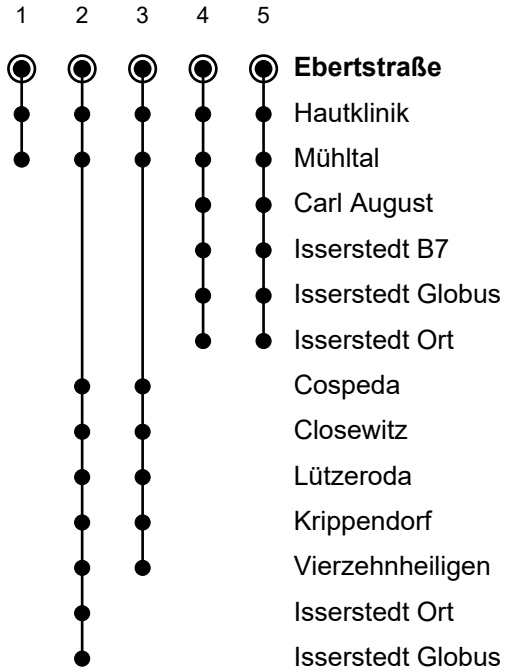 1 2 3 4 5
Ebertstraße
Hautklinik
Mühltal
Carl August
Isserstedt B7
Isserstedt Globus
Isserstedt Ort
Cospeda
Closewitz
Lützeroda
Krippendorf
Vierzehnheiligen
Isserstedt Ort
Isserstedt Globus